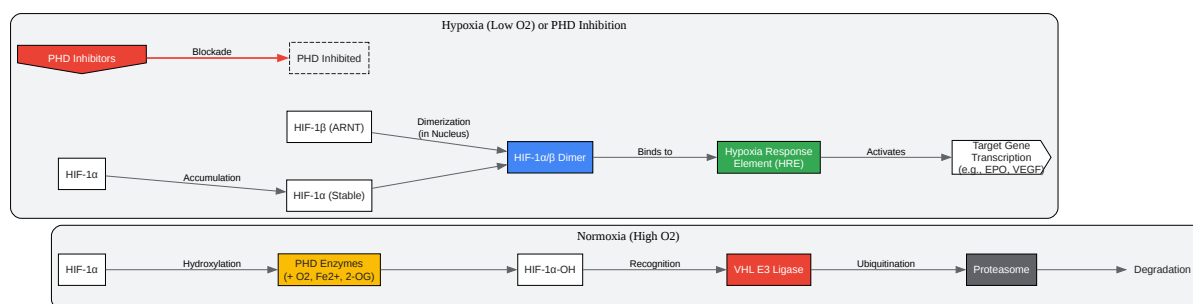 Hypoxia (Low O2) or PHD Inhibition
PHD Inhibitors
Blockade
PHD Inhibited
HIF-1β (ARNT)
Dimerization
(in Nucleus)
HIF-1α
Accumulation
HIF-1α (Stable)
HIF-1α/β Dimer
Binds to
Hypoxia Response
Element (HRE)
Activates
Target Gene
Transcription
(e.g., EPO, VEGF)
Normoxia (High O2)
HIF-1α
Hydroxylation
PHD Enzymes
(+ O2, Fe2+, 2-OG)
HIF-1α-OH
Recognition
VHL E3 Ligase
Ubiquitination
Proteasome
Degradation